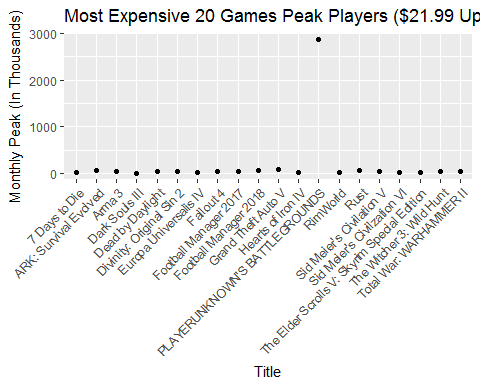 Most Expensive 20 Games Peak Players ($21.99 Up
Monthly Peak (In Thousands)
3000
2000
1000
0
7 Days to Die
ARK: Survival Evolved
Arma 3
Dark Souls III
Dead by Daylight
Divinity: Original Sin 2
Europa Universalis IV
Fallout 4
Football Manager 2017
Football Manager 2018
Grand Theft Auto V
Hearts of Iron IV
PLAYERUNKNOWN'S BATTLEGROUNDS
RimWorld
Rust
Sid Meier's Civilization V
Sid Meier's Civilization VI
The Elder Scrolls V: Skyrim Special Edition
The Witcher 3: Wild Hunt
Total War: WARHAMMER II
Title